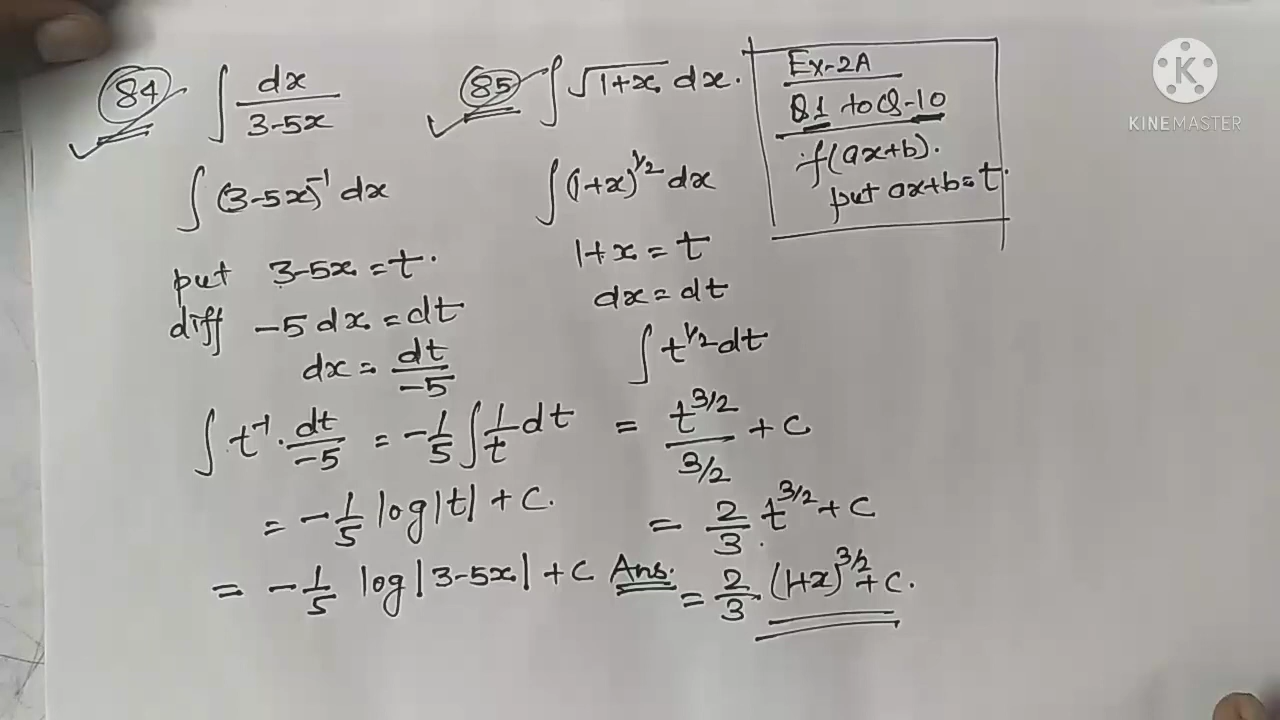 84 ∫ dx/(3-5x)
∫ (3-5x)⁻¹ dx
put 3-5x = t.
diff -5 dx = dt
dx = dt/-5
∫ t⁻¹ · dt/-5 = -1/5 ∫ 1/t dt
= -1/5 log|t| + C.
= -1/5 log|3-5x| + C Ans.
85 ∫ √1+x dx.
∫ (1+x)^1/2 dx
1+x = t
dx = dt
∫ t^1/2 dt
= t^3/2 / 3/2 + C
= 2/3 t^3/2 + C
= 2/3 (1+x)^3/2 + C.
Ex-2A
Q1 to Q-10
f(ax+b).
put ax+b = t.
KINEMASTER